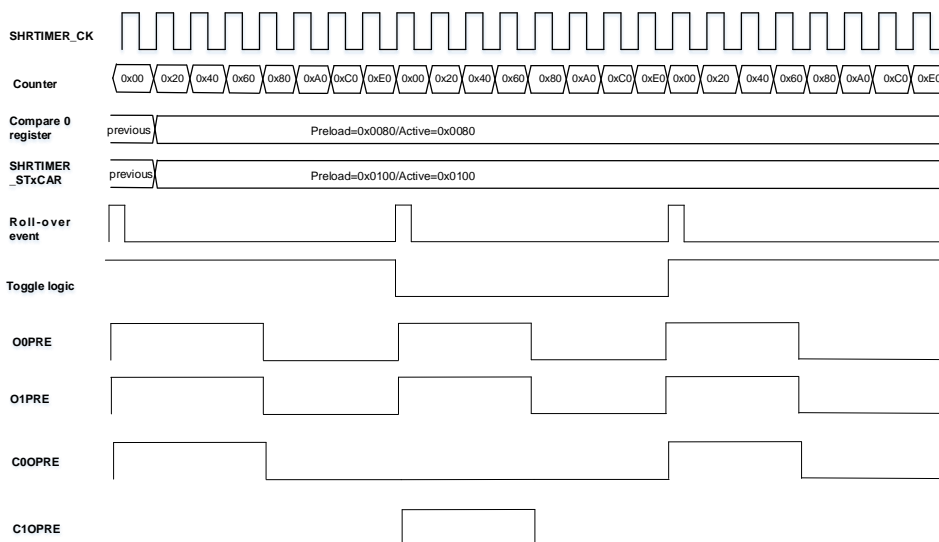 SHRTIMER_CK
Counter 0x00 0x20 0x40 0x60 0x80 0xA0 0xC0 0xE0 0x00 0x20 0x40 0x60 0x80 0xA0 0xC0 0xE0 0x00 0x20 0x40 0x60 0x80 0xA0 0xC0 0xE0
Compare 0
register
previous
Preload=0x0080/Active=0x0080
SHRTIMER
_STxCAR
previous
Preload=0x0100/Active=0x0100
Roll-over
event
Toggle logic
O0PRE
O1PRE
C0OPRE
C1OPRE